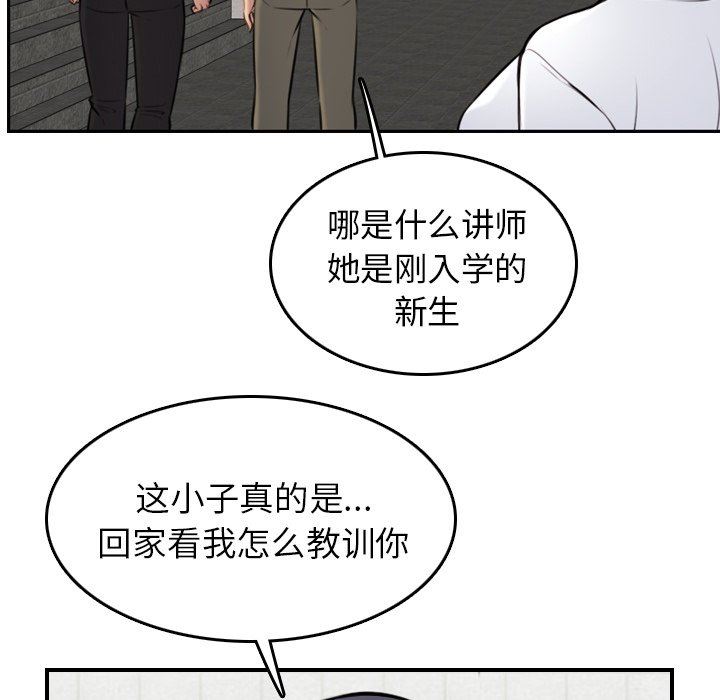 哪是什么讲师
她是刚入学的
新生
这小子真的是...
回家看我怎么教训你